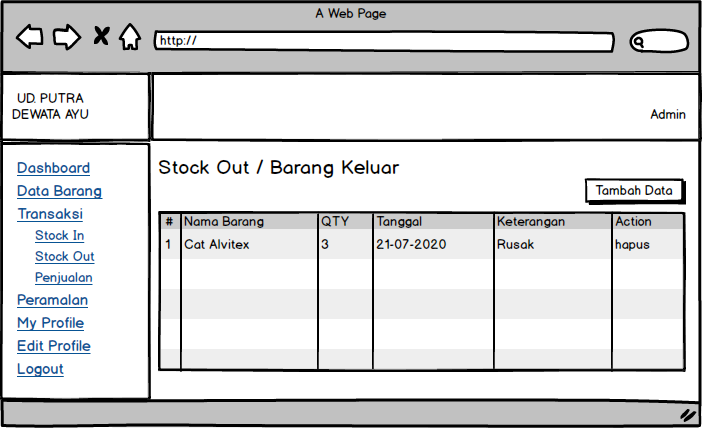 A Web Page
http://
UD. PUTRA
DEWATA AYU
Admin
Dashboard
Data Barang
Transaksi
Stock In
Stock Out
Penjualan
Peramalan
My Profile
Edit Profile
Logout
Stock Out / Barang Keluar
Tambah Data
# Nama Barang QTY Tanggal Keterangan Action
1 Cat Alvitex 3 21-07-2020 Rusak hapus